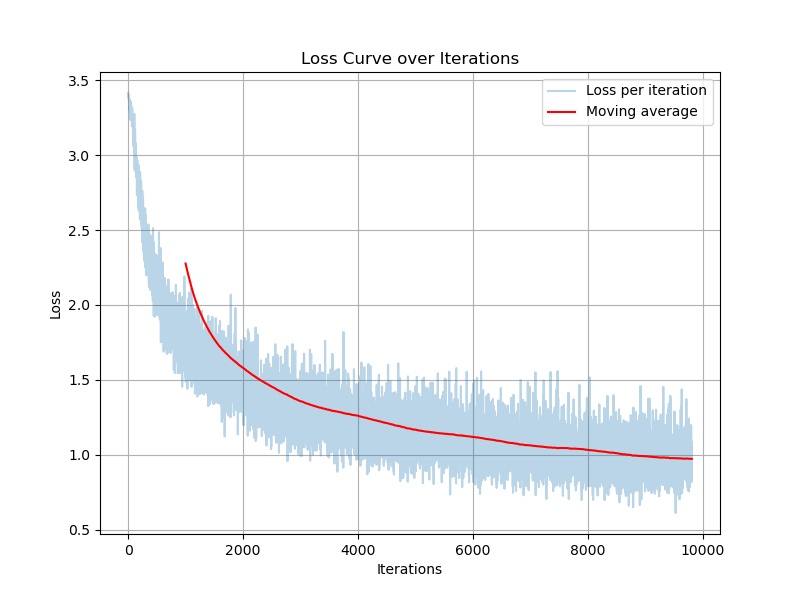 Loss Curve over Iterations
Loss per iteration
Moving average
3.5
3.0
2.5
2.0
1.5
1.0
0.5
Loss
0
2000
4000
6000
8000
10000
Iterations